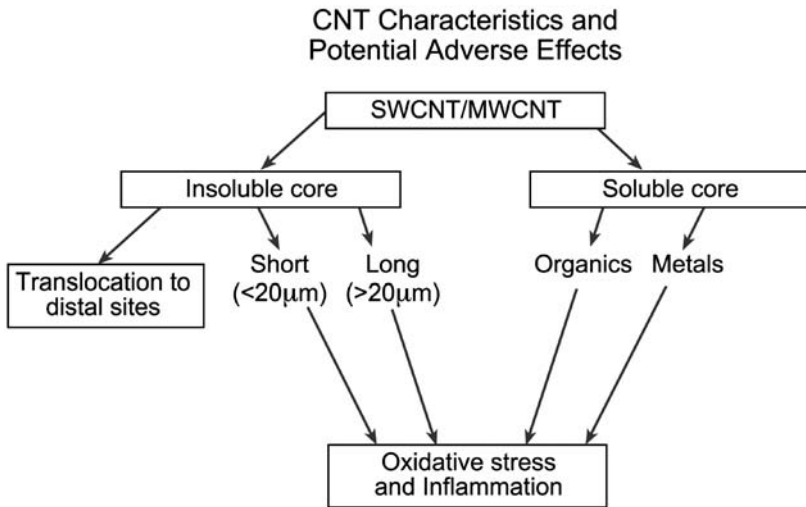 CNT Characteristics and
Potential Adverse Effects
SWCNT/MWCNT
Insoluble core
Soluble core
Translocation to
distal sites
Short
(<20μm)
Long
(>20μm)
Organics
Metals
Oxidative stress
and Inflammation